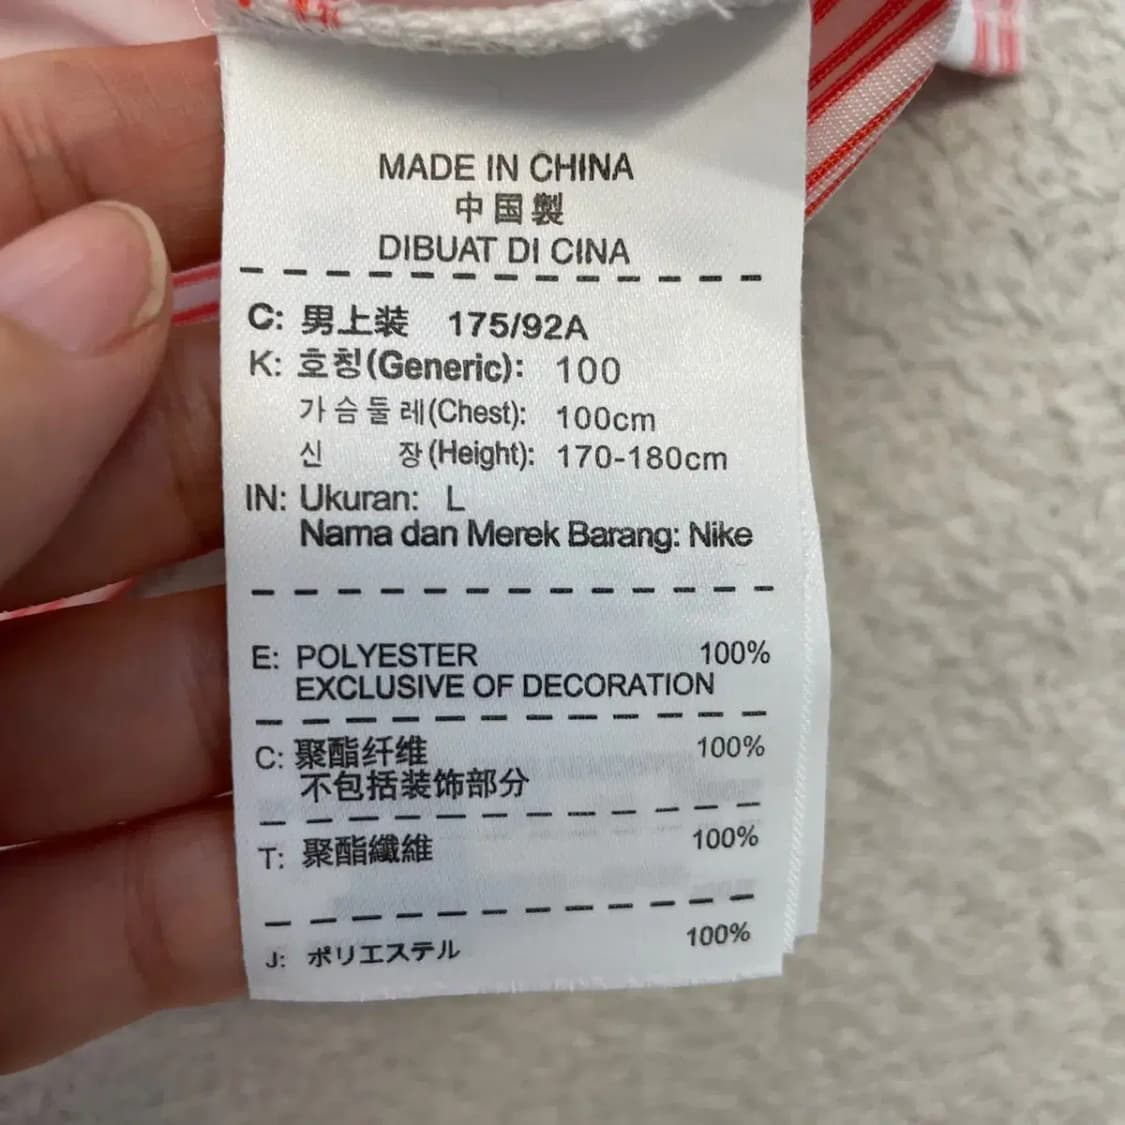 MADE IN CHINA
中国製
DIBUAT DI CINA
C: 男上装 175/92A
K: 호칭(Generic): 100
가슴둘레(Chest): 100cm
신 장(Height): 170-180cm
IN: Ukuran: L
Nama dan Merek Barang: Nike
E: POLYESTER 100%
EXCLUSIVE OF DECORATION
C: 聚酯纤维 100%
不包括装饰部分
T: 聚酯纖維 100%
J: ポリエステル 100%